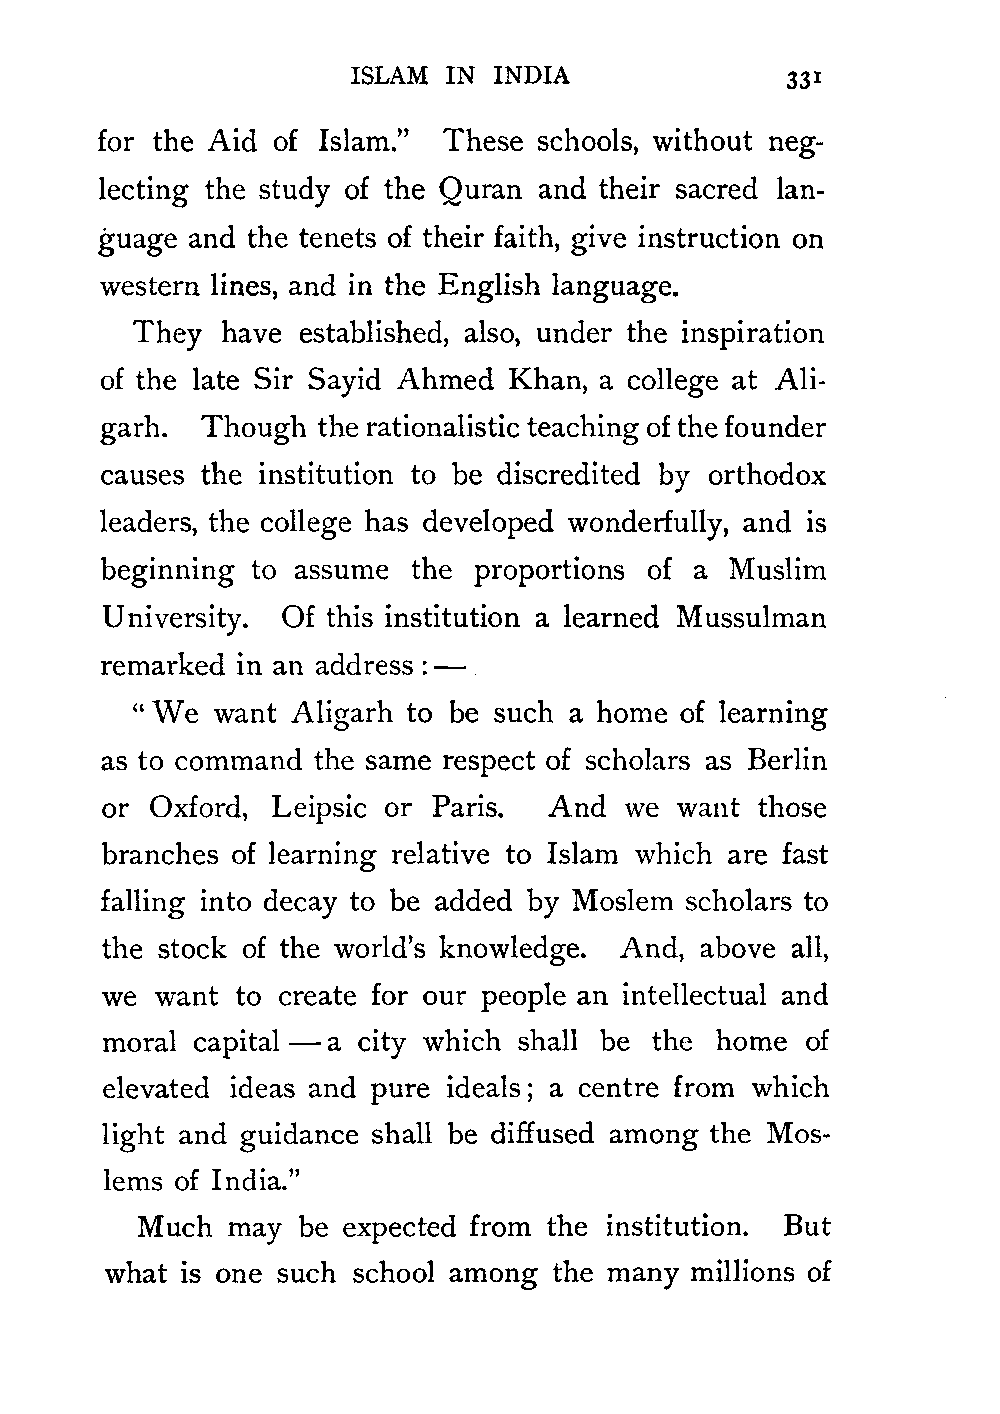 ISLAM IN INDIA 331
for the Aid of Islam.” These schools, without neg-
lecting the study of the Quran and their sacred lan-
guage and the tenets of their faith, give instruction on
western lines, and in the English language.
They have established, also, under the inspiration
of the late Sir Sayid Ahmed Khan, a college at Ali-
garh. Though the rationalistic teaching of the founder
causes the institution to be discredited by orthodox
leaders, the college has developed wonderfully, and is
beginning to assume the proportions of a Muslim
University. Of this institution a learned Mussulman
remarked in an address : —
“ We want Aligarh to be such a home of learning
as to command the same respect of scholars as Berlin
or Oxford, Leipsic or Paris. And we want those
branches of learning relative to Islam which are fast
falling into decay to be added by Moslem scholars to
the stock of the world’s knowledge. And, above all,
we want to create for our people an intellectual and
moral capital — a city which shall be the home of
elevated ideas and pure ideals; a centre from which
light and guidance shall be diffused among the Mos-
lems of India.”
Much may be expected from the institution. But
what is one such school among the many millions of